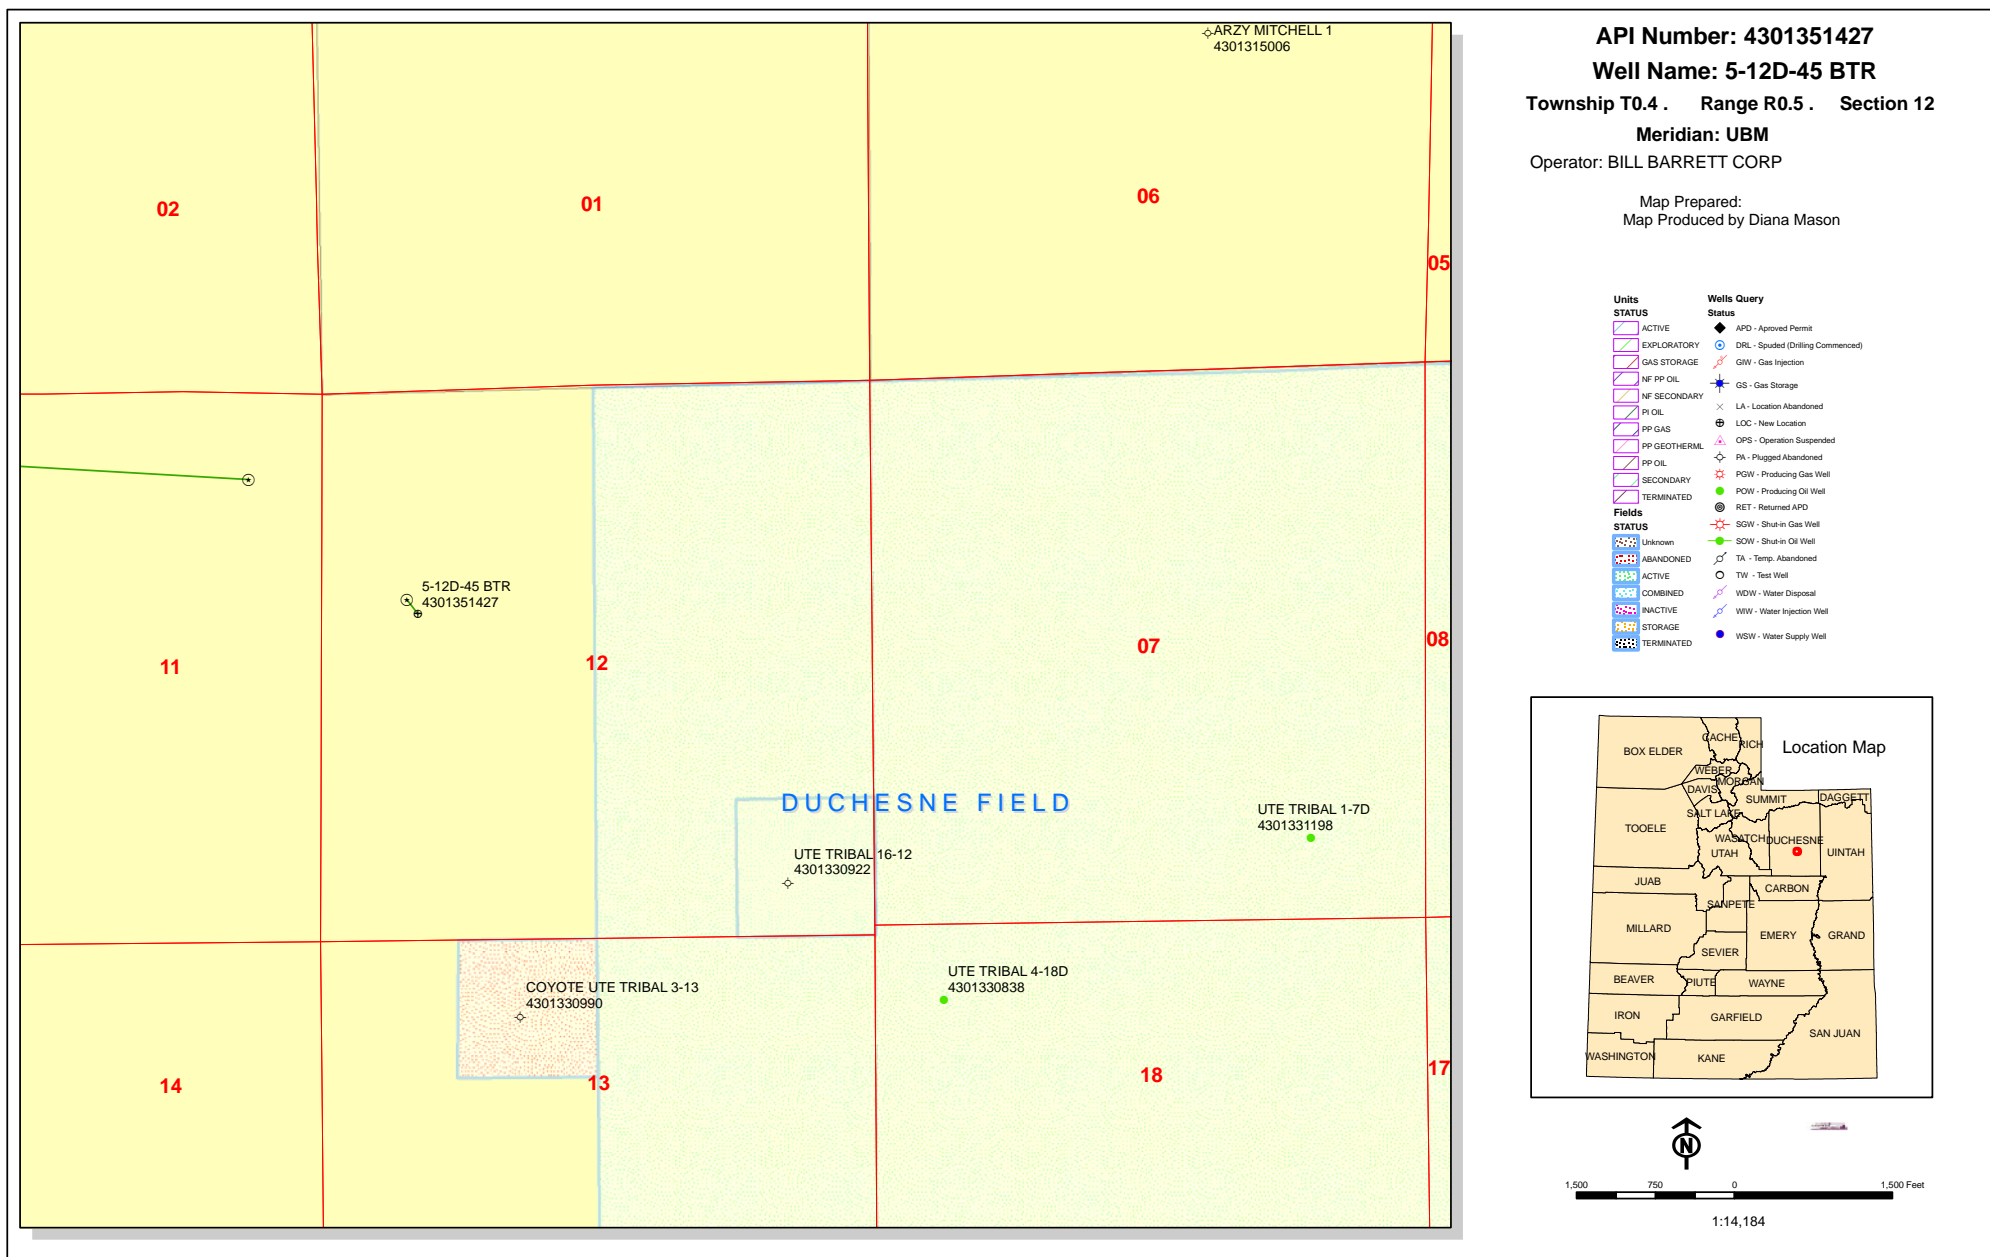 ARZY MITCHELL 1
4301315006
02
01
06
05
5-12D-45 BTR
4301351427
11
12
07
08
DUCHESNE FIELD
UTE TRIBAL 1-7D
4301331198
UTE TRIBAL 16-12
4301330922
COYOTE UTE TRIBAL 3-13
4301330990
UTE TRIBAL 4-18D
4301330838
14
13
18
17
API Number: 4301351427
Well Name: 5-12D-45 BTR
Township T0.4 . Range R0.5 . Section 12
Meridian: UBM
Operator: BILL BARRETT CORP
Map Prepared:
Map Produced by Diana Mason
Units
STATUS
ACTIVE
EXPLORATORY
GAS STORAGE
NF PP OIL
NF SECONDARY
PI OIL
PP GAS
PP GEOTHERML
PP OIL
SECONDARY
TERMINATED
Fields
STATUS
Unknown
ABANDONED
ACTIVE
COMBINED
INACTIVE
STORAGE
TERMINATED
Wells Query
Status
APD - Aproved Permit
DRL - Spuded (Drilling Commenced)
GIW - Gas Injection
GS - Gas Storage
LA - Location Abandoned
LOC - New Location
OPS - Operation Suspended
PA - Plugged Abandoned
PGW - Producing Gas Well
POW - Producing Oil Well
RET - Returned APD
SGW - Shut-in Gas Well
SOW - Shut-in Oil Well
TA - Temp. Abandoned
TW - Test Well
WDW - Water Disposal
WIW - Water Injection Well
WSW - Water Supply Well
Location Map
BOX ELDER
CACHE
RICH
WEBER
MORGAN
DAVIS
SUMMIT
DAGGETT
SALT LAKE
TOOELE
WASATCH
DUCHESNE
UTAH
UINTAH
JUAB
CARBON
SANPETE
MILLARD
EMERY
GRAND
SEVIER
BEAVER
PIUTE
WAYNE
IRON
GARFIELD
SAN JUAN
WASHINGTON
KANE
N
1,500 750 0 1,500 Feet
1:14,184